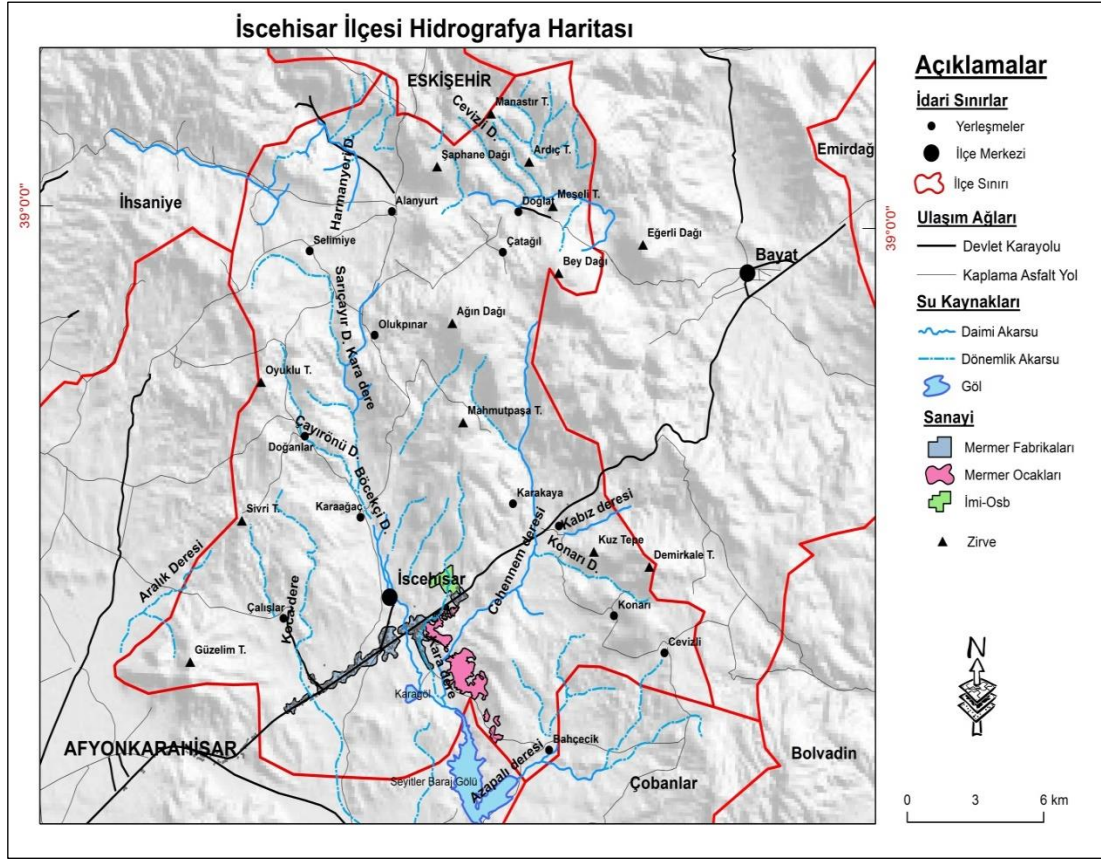 İscehisar İlçesi Hidrografya Haritası
ESKİŞEHİR
Manastır T.
Cevizli D.
Emirdağ
Şaphane Dağı
Ardıç T.
39°0'0"
İhsaniye
Harmanyeri D.
Alanyurt
Doğlat
Meşeli T.
39°0'0"
Selimiye
Çatağıl
Eğerli Dağı
Bayat
Bey Dağı
Sarıçayır D.
Ağın Dağı
Olukpınar
Kara dere
Oyuklu T.
Mahmutpaşa T.
Çayırönü D.
Doğanlar
Böcekçi D.
Karakaya
Karaağaç
Sivri T.
Kabız deresi
Kuz Tepe
Konarı D.
Demirkale T.
Aralık Deresi
İscehisar
Cehennem deresi
Çalışlar
Koca dere
Konarı
Güzelim T.
Kara dere
Cevizli
Karagöl
AFYONKARAHİSAR
Bahçecik
Bolvadin
Seyitler Baraj Gölü
Azapalı deresi
Çobanlar
Açıklamalar
İdari Sınırlar
Yerleşmeler
İlçe Merkezi
İlçe Sınırı
Ulaşım Ağları
Devlet Karayolu
Kaplama Asfalt Yol
Su Kaynakları
Daimi Akarsu
Dönemlik Akarsu
Göl
Sanayi
Mermer Fabrikaları
Mermer Ocakları
İmi-Osb
Zirve
N
0 3 6 km